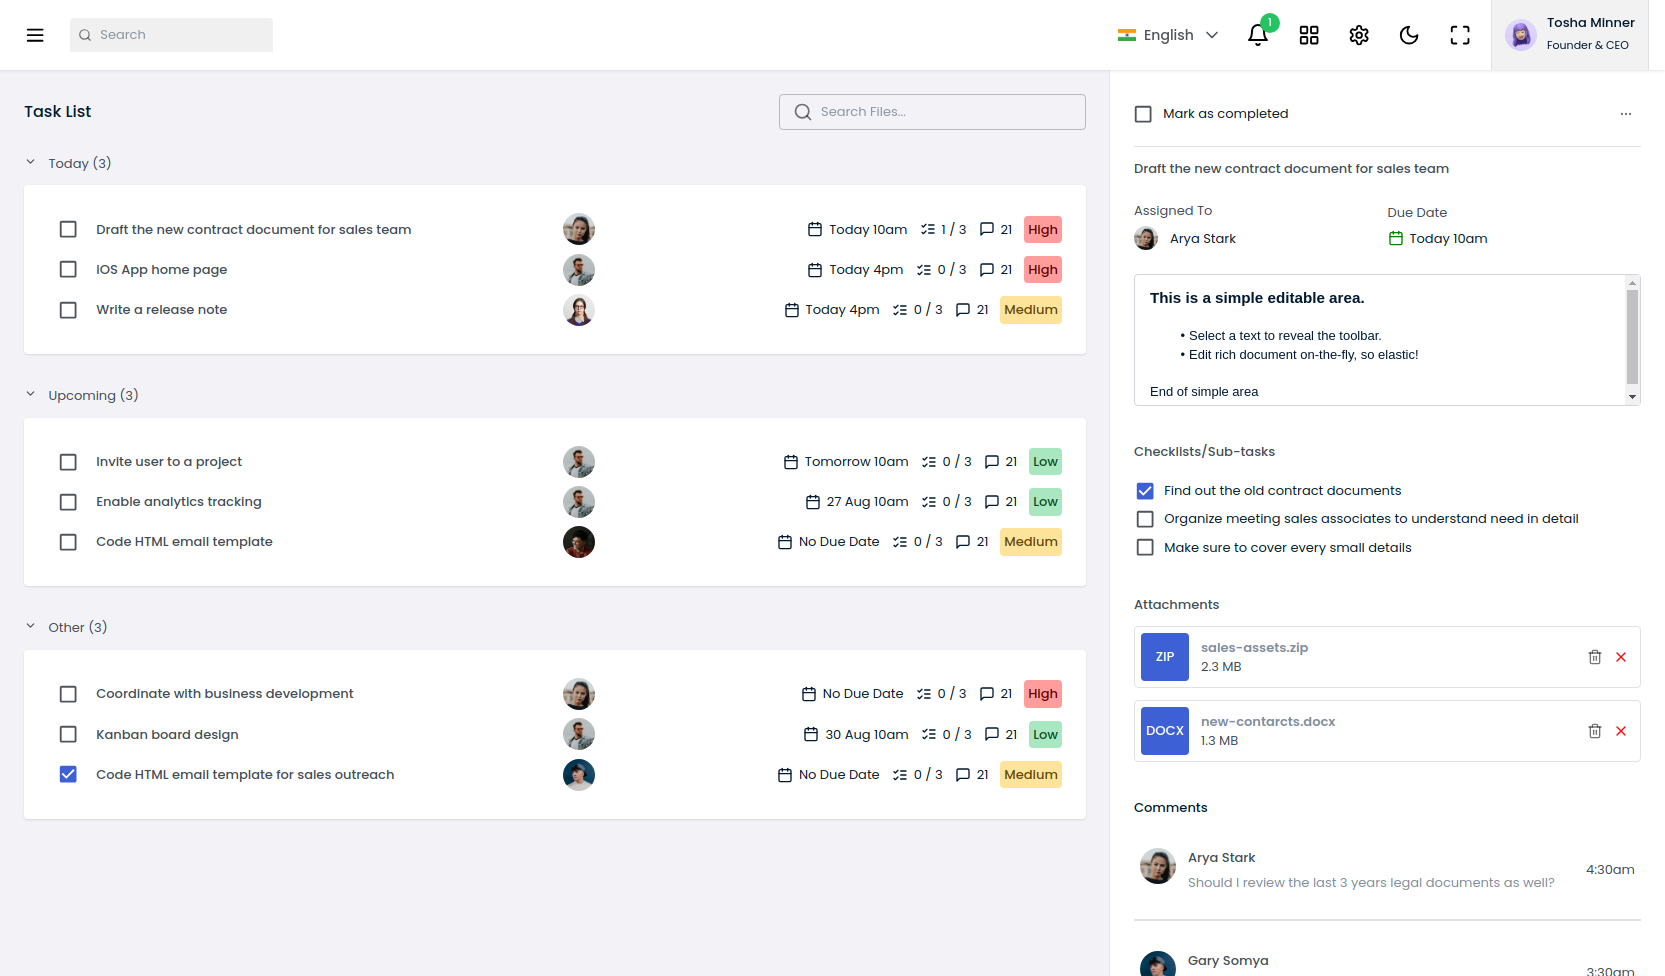 Search
English
1
Tosha Minner
Founder & CEO
Task List
Search Files...
Today (3)
Draft the new contract document for sales team
Today 10am 1 / 3 21 High
IOS App home page
Today 4pm 0 / 3 21 High
Write a release note
Today 4pm 0 / 3 21 Medium
Upcoming (3)
Invite user to a project
Tomorrow 10am 0 / 3 21 Low
Enable analytics tracking
27 Aug 10am 0 / 3 21 Low
Code HTML email template
No Due Date 0 / 3 21 Medium
Other (3)
Coordinate with business development
No Due Date 0 / 3 21 High
Kanban board design
30 Aug 10am 0 / 3 21 Low
Code HTML email template for sales outreach
No Due Date 0 / 3 21 Medium
Mark as completed
Draft the new contract document for sales team
Assigned To
Arya Stark
Due Date
Today 10am
This is a simple editable area.
• Select a text to reveal the toolbar.
• Edit rich document on-the-fly, so elastic!
End of simple area
Checklists/Sub-tasks
Find out the old contract documents
Organize meeting sales associates to understand need in detail
Make sure to cover every small details
Attachments
ZIP
sales-assets.zip
2.3 MB
DOCX
new-contarcts.docx
1.3 MB
Comments
Arya Stark
Should I review the last 3 years legal documents as well?
4:30am
Gary Somya
3:30am